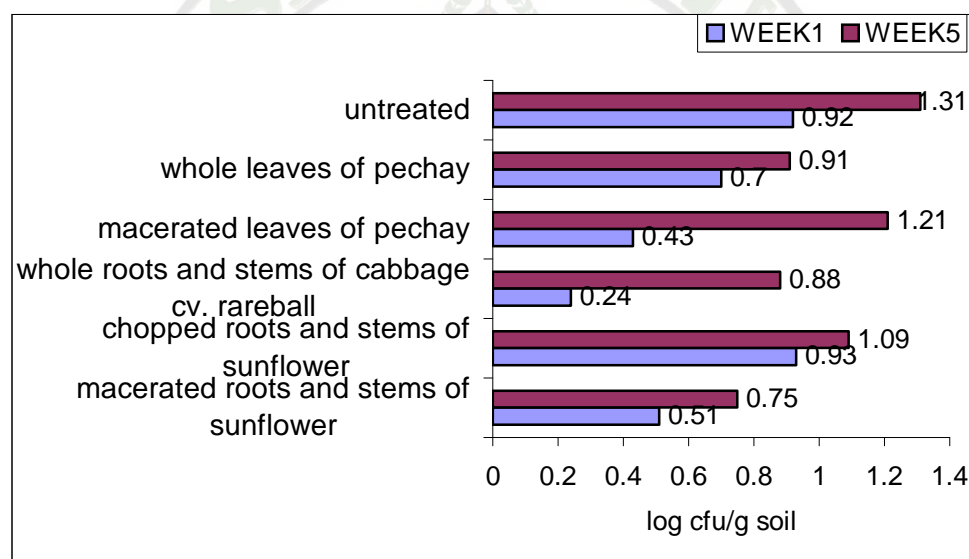 WEEK1 WEEK5
untreated
1.31
0.92
whole leaves of pechay
0.91
0.7
macerated leaves of pechay
1.21
0.43
whole roots and stems of cabbage
cv. rareball
0.88
0.24
chopped roots and stems of
sunflower
1.09
0.93
macerated roots and stems of
sunflower
0.75
0.51
0 0.2 0.4 0.6 0.8 1 1.2 1.4
log cfu/g soil